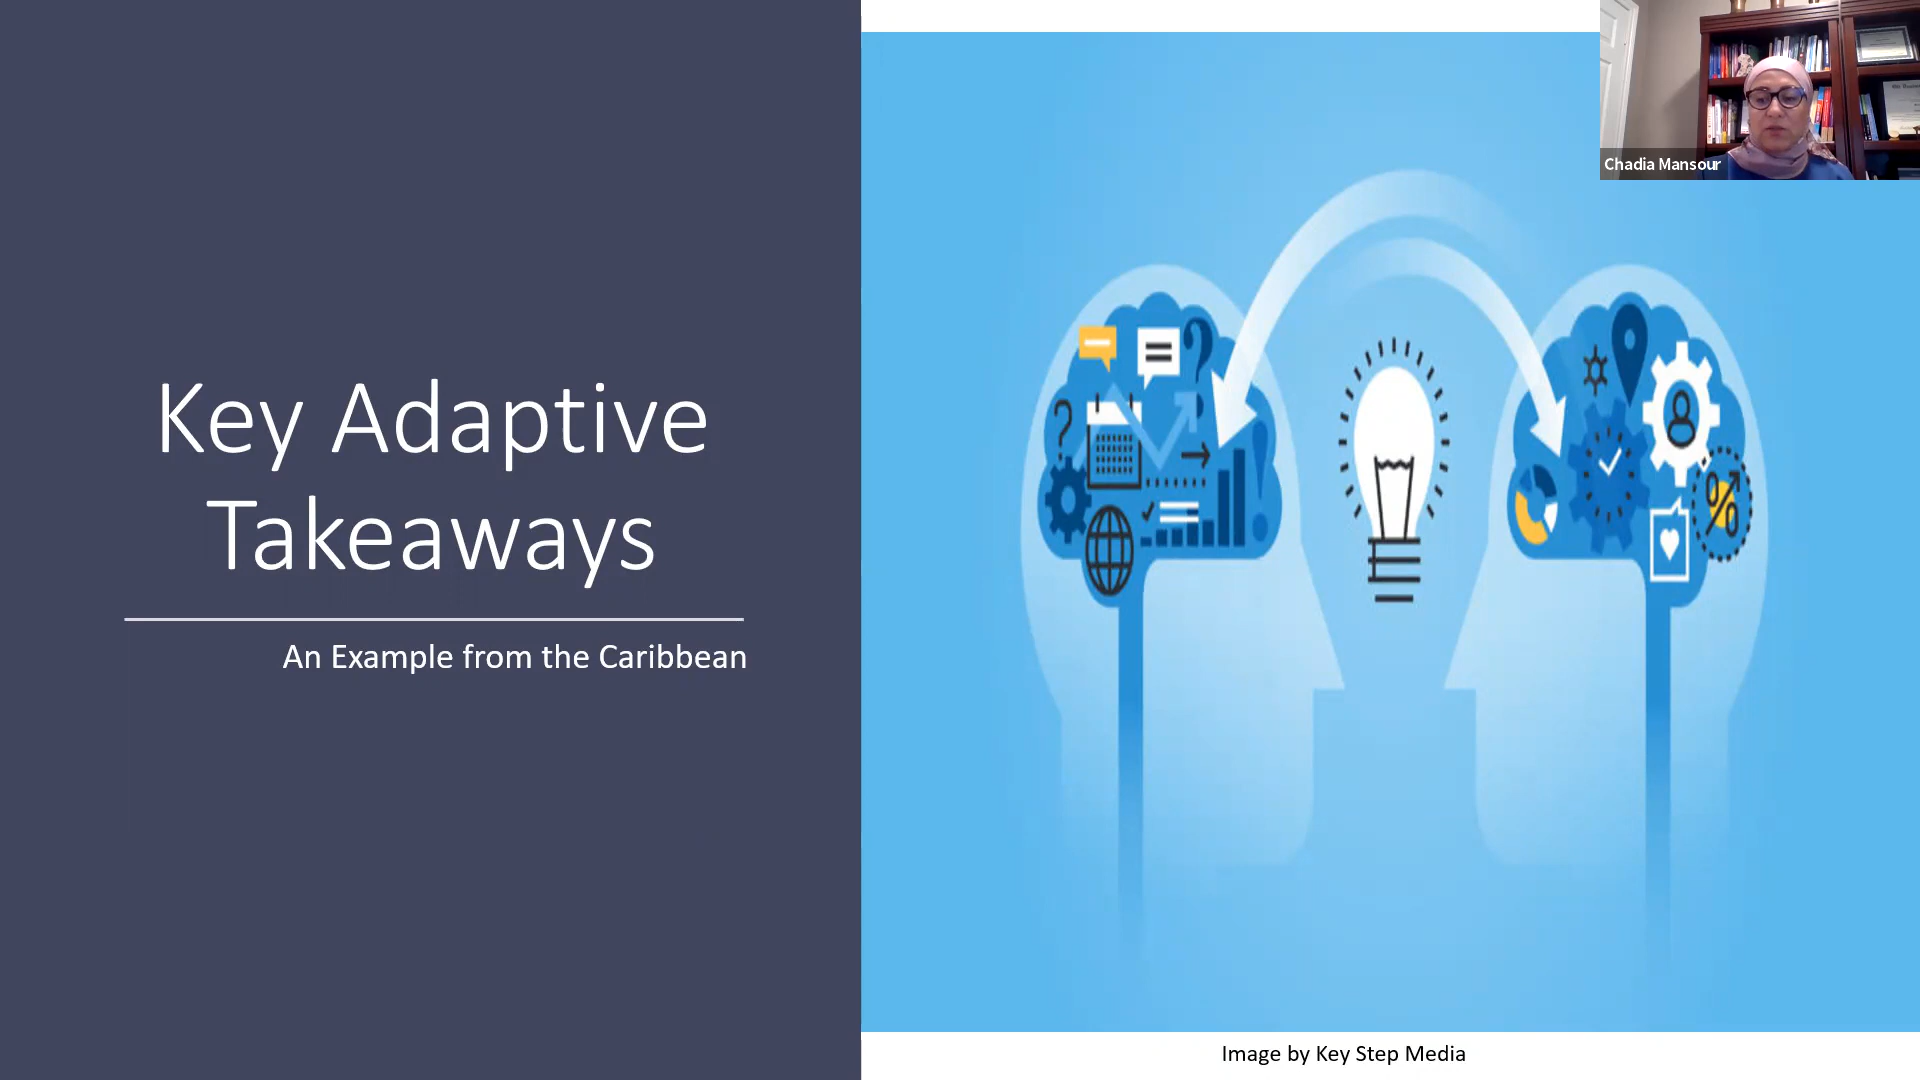 Key Adaptive
Takeaways
An Example from the Caribbean
Chadia Mansour
%
Image by Key Step Media